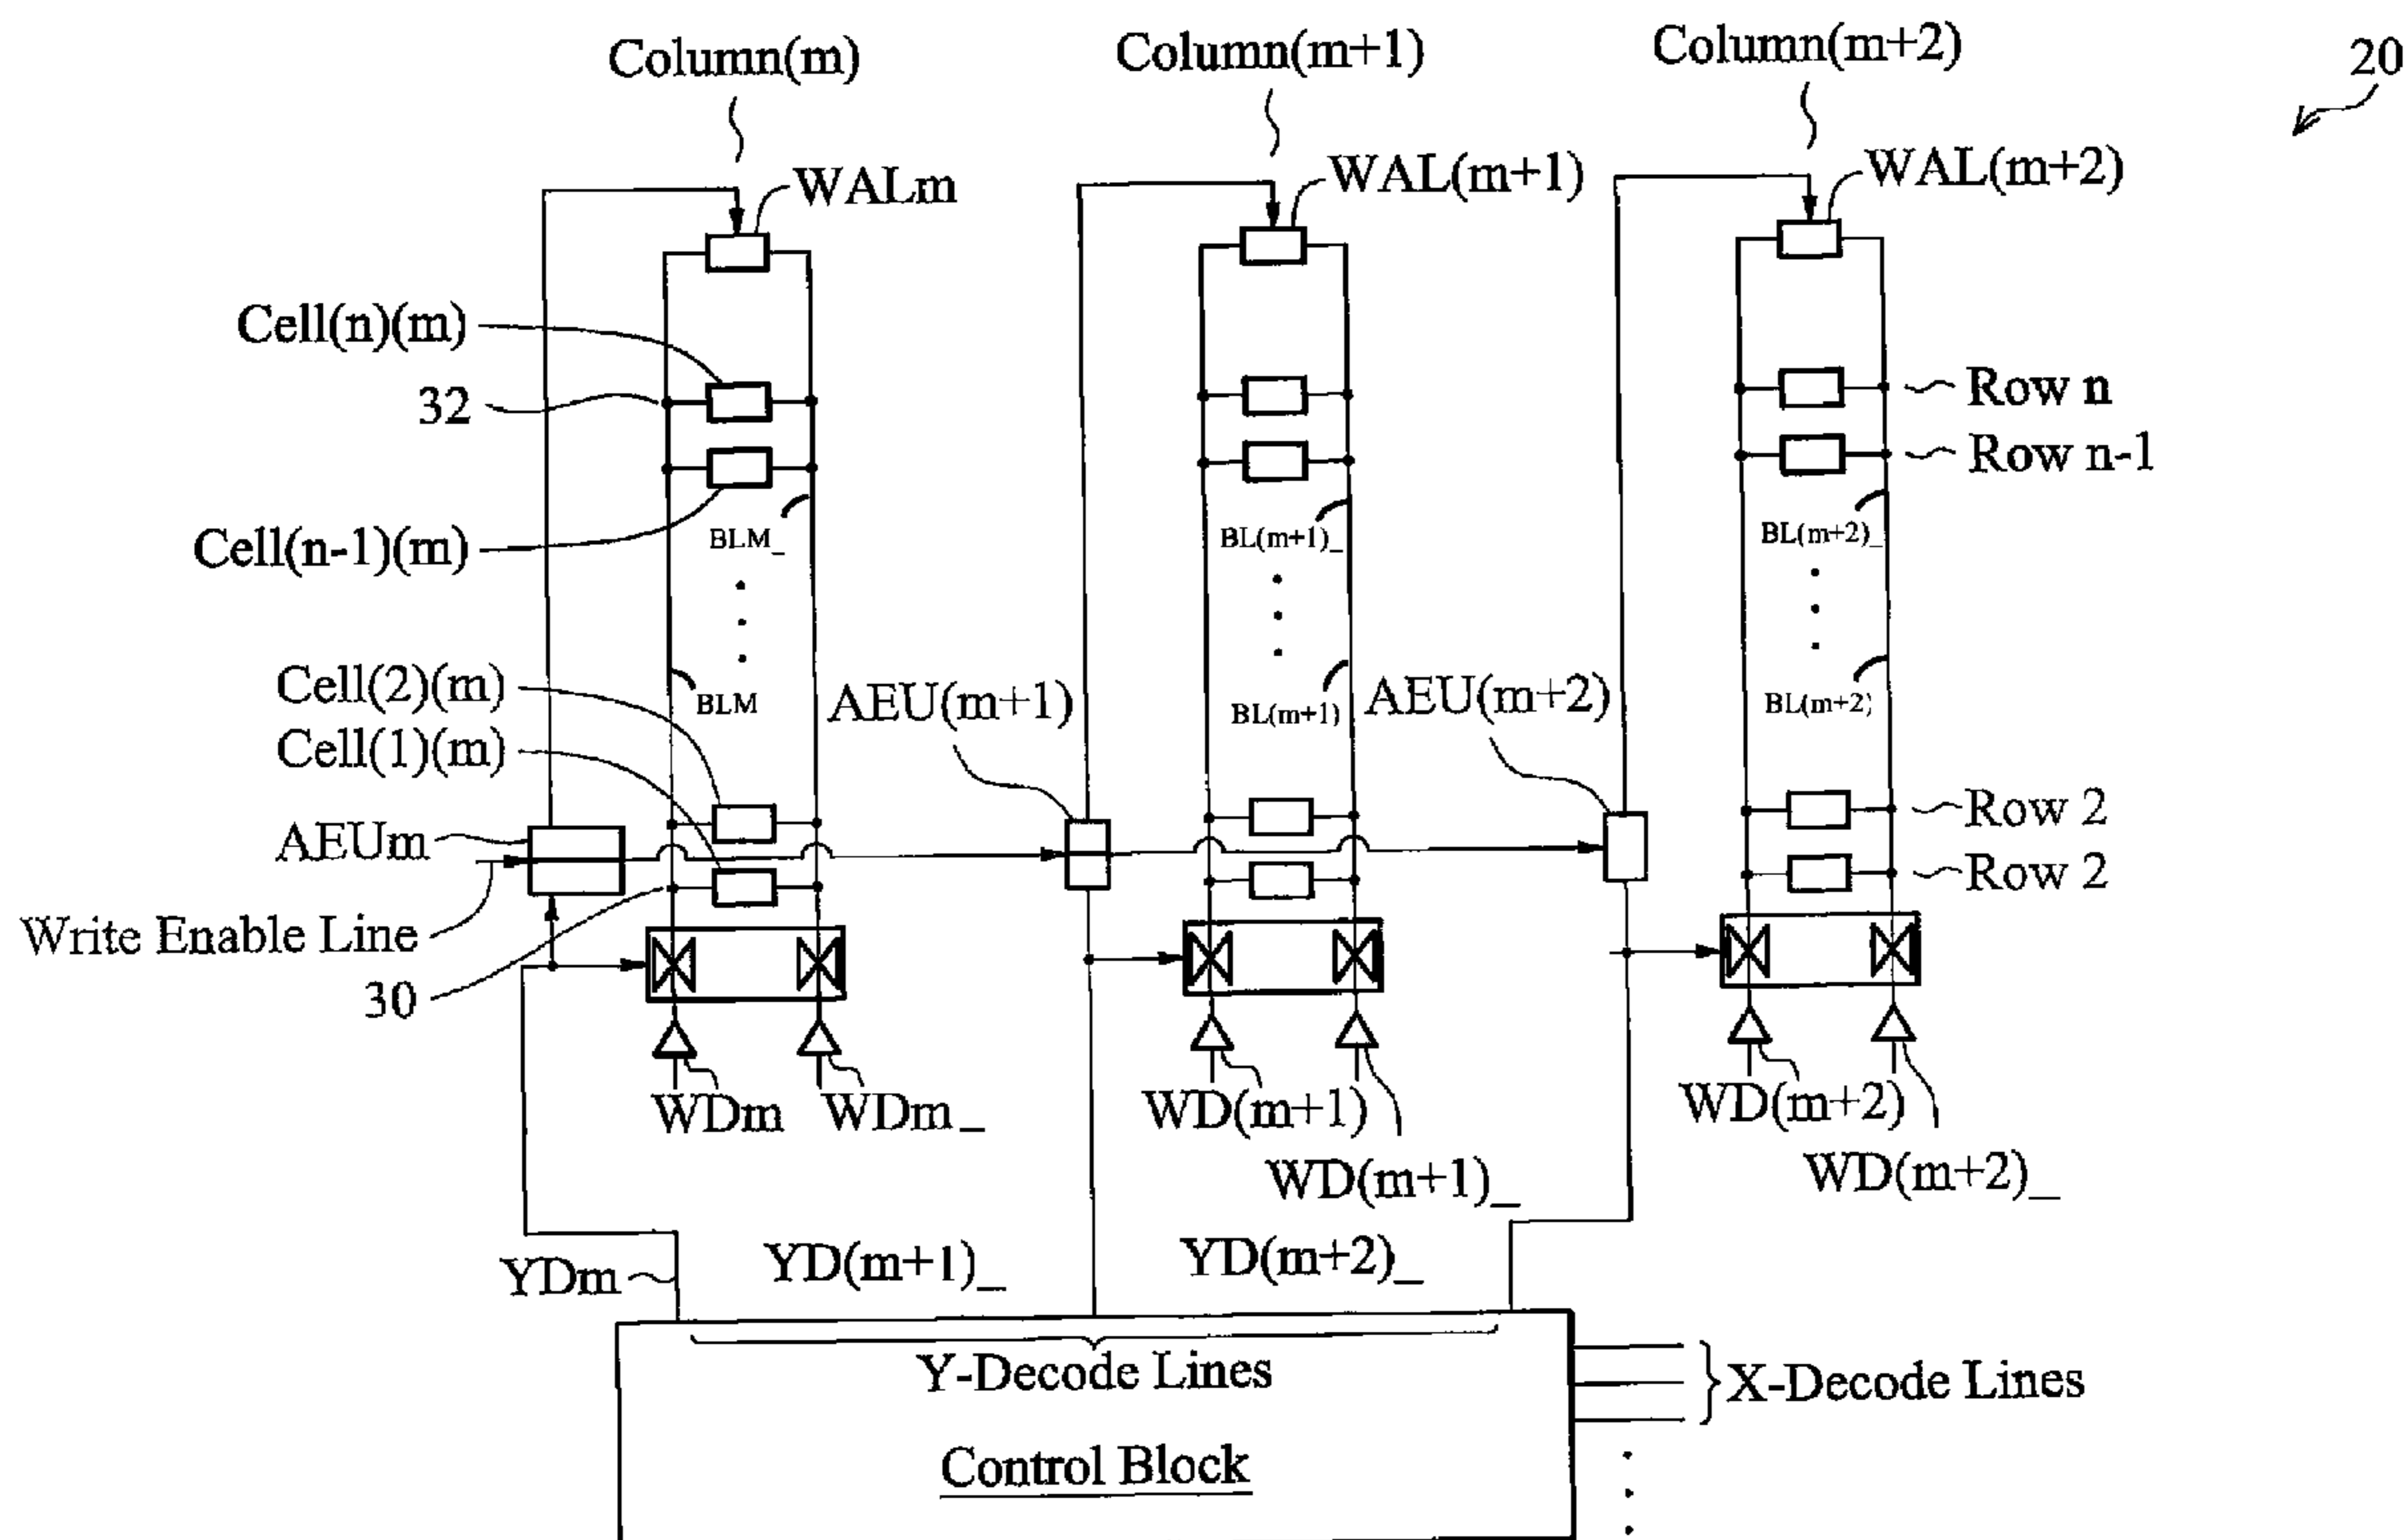 Column(m)
Column(m+1)
Column(m+2)
20
WALm
WAL(m+1)
WAL(m+2)
Cell(n)(m)
32
Row n
Row n-1
Cell(n-1)(m)
BLM_
BL(m+1)_
BL(m+2)_
Cell(2)(m)
BLM
AEU(m+1)
BL(m+1)
AEU(m+2)
BL(m+2)
Cell(1)(m)
AEUm
Row 2
Row 2
Write Enable Line
30
WDm
WDm_
WD(m+1)
WD(m+2)
WD(m+1)_
WD(m+2)_
YDm
YD(m+1)_
YD(m+2)_
Y-Decode Lines
X-Decode Lines
Control Block